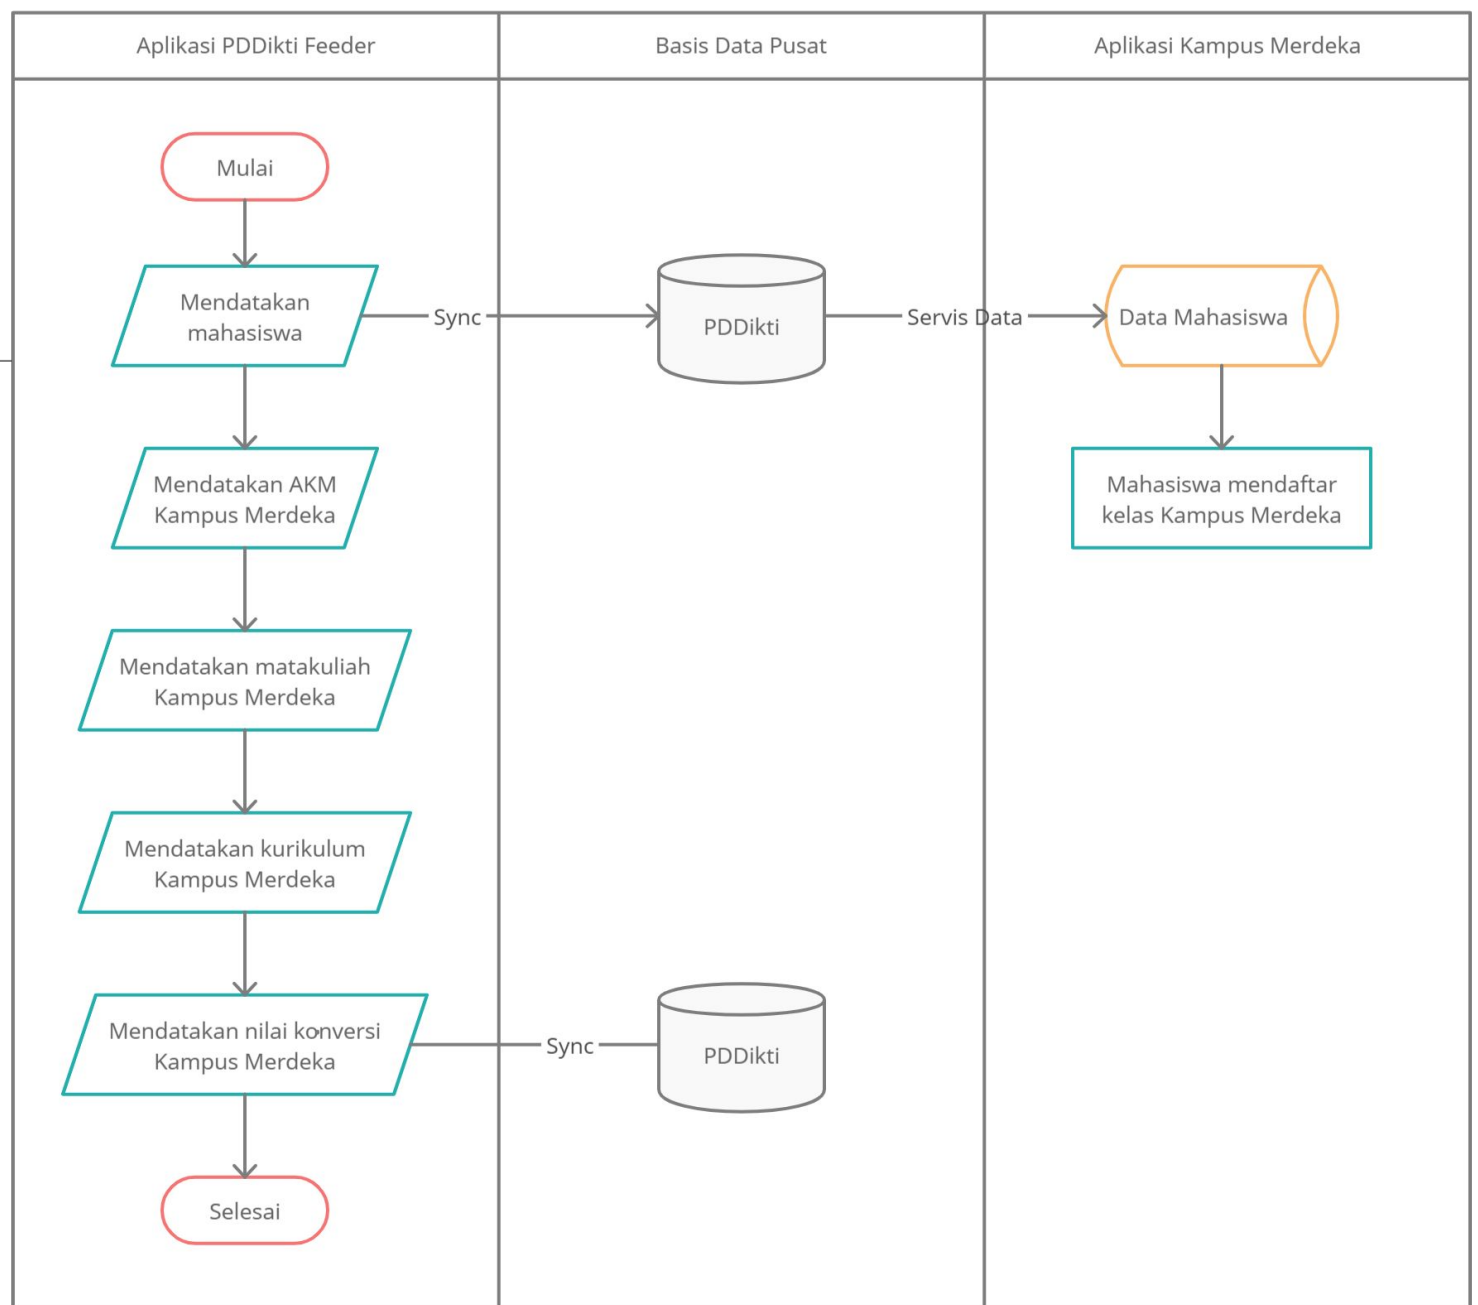 Aplikasi PDDikti Feeder
Basis Data Pusat
Aplikasi Kampus Merdeka
Mulai
Mendatakan
mahasiswa
Sync
PDDikti
Servis Data
Data Mahasiswa
Mendatakan AKM
Kampus Merdeka
Mahasiswa mendaftar
kelas Kampus Merdeka
Mendatakan matakuliah
Kampus Merdeka
Mendatakan kurikulum
Kampus Merdeka
Mendatakan nilai konversi
Kampus Merdeka
Sync
PDDikti
Selesai